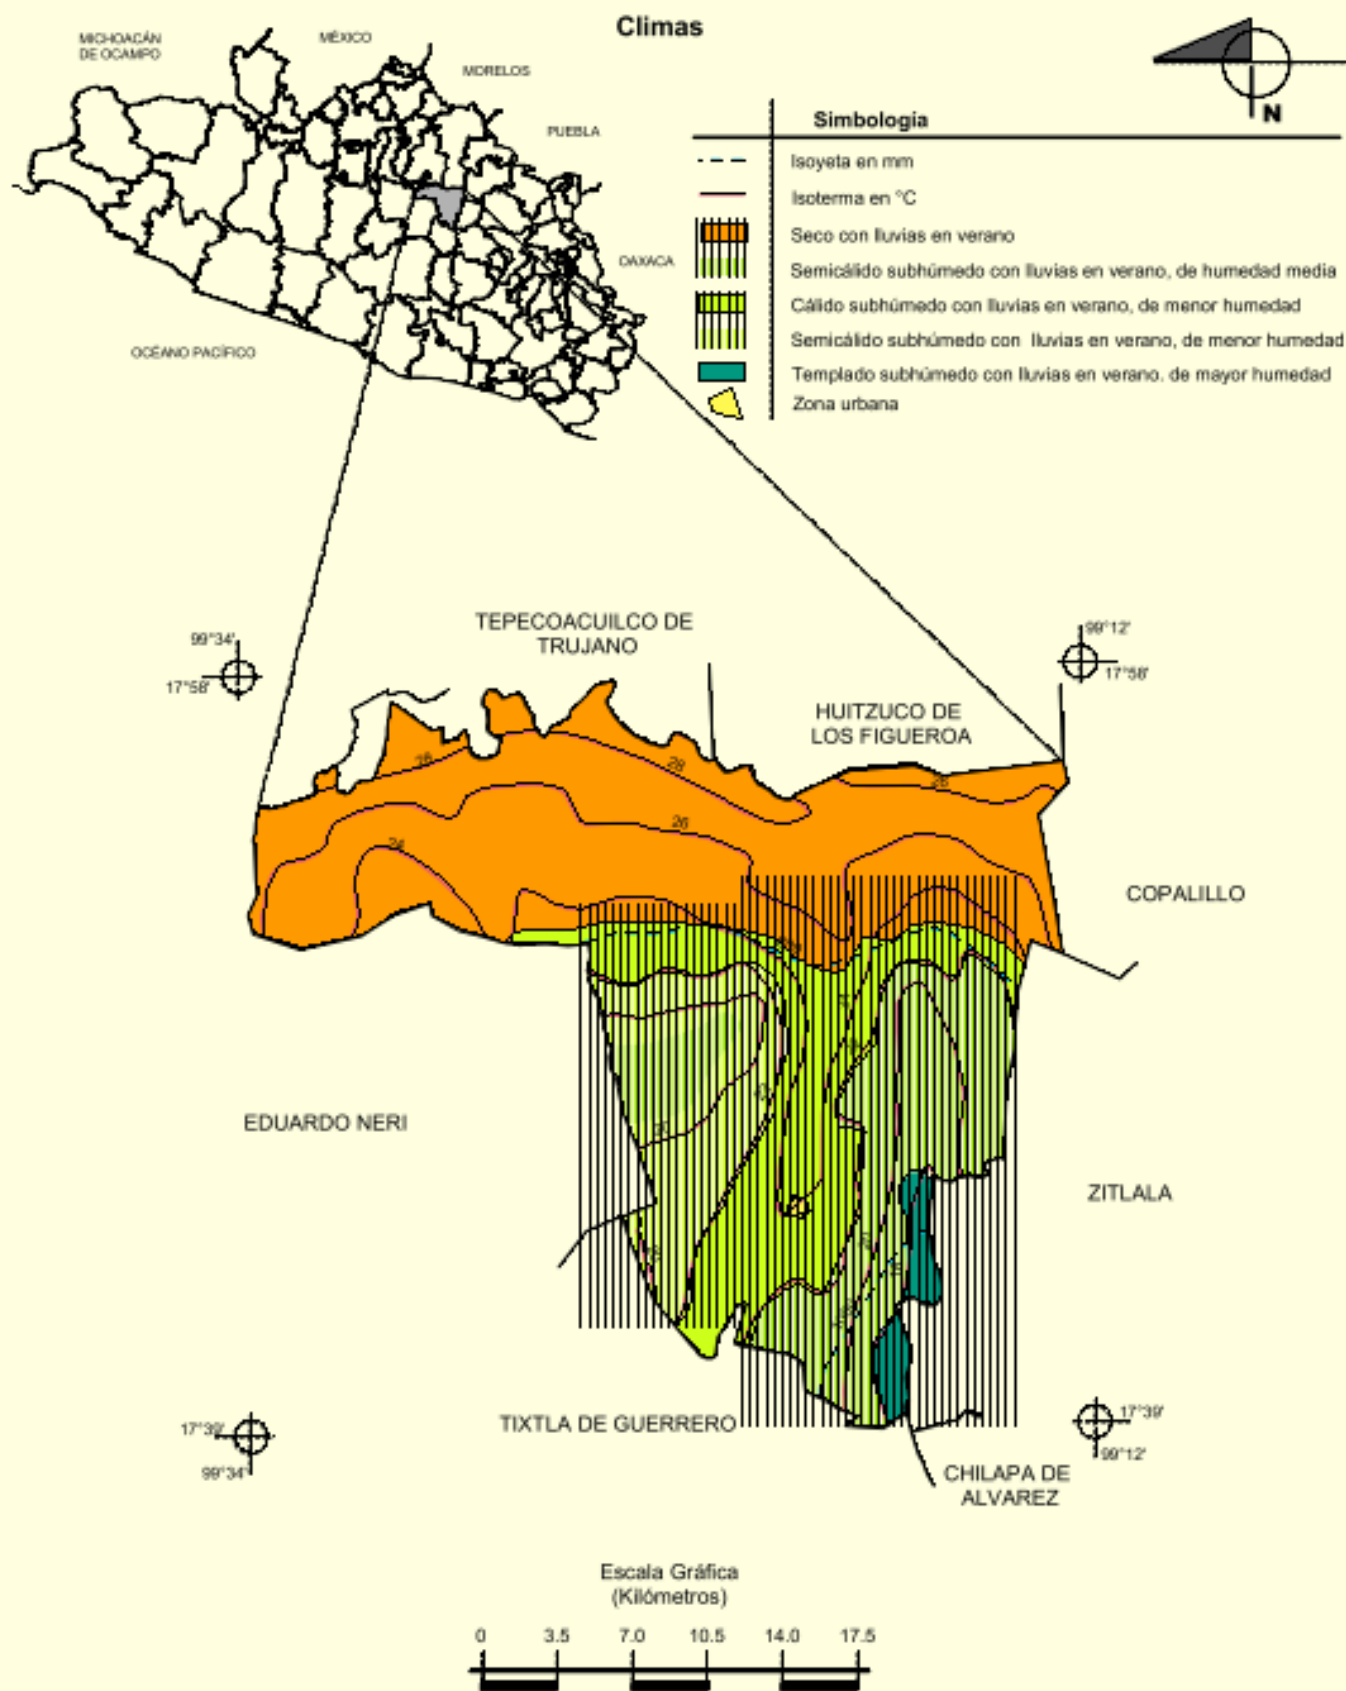 Climas
MICHOACÁN
DE OCAMPO
MÉXICO
MORELOS
PUEBLA
OAXACA
OCÉANO PACÍFICO
N
Simbología
Isoyeta en mm
Isoterma en °C
Seco con lluvias en verano
Semicálido subhúmedo con lluvias en verano, de humedad media
Cálido subhúmedo con lluvias en verano, de menor humedad
Semicálido subhúmedo con lluvias en verano, de menor humedad
Templado subhúmedo con lluvias en verano. de mayor humedad
Zona urbana
TEPECOACUILCO DE
TRUJANO
99°34'
17°58'
99°12'
17°58'
HUITZUCO DE
LOS FIGUEROA
28
28
26
26
24
COPALILLO
EDUARDO NERI
ZITLALA
17°39'
99°34'
TIXTLA DE GUERRERO
17°39'
99°12'
CHILAPA DE
ALVAREZ
Escala Gráfica
(Kilómetros)
0 3.5 7.0 10.5 14.0 17.5